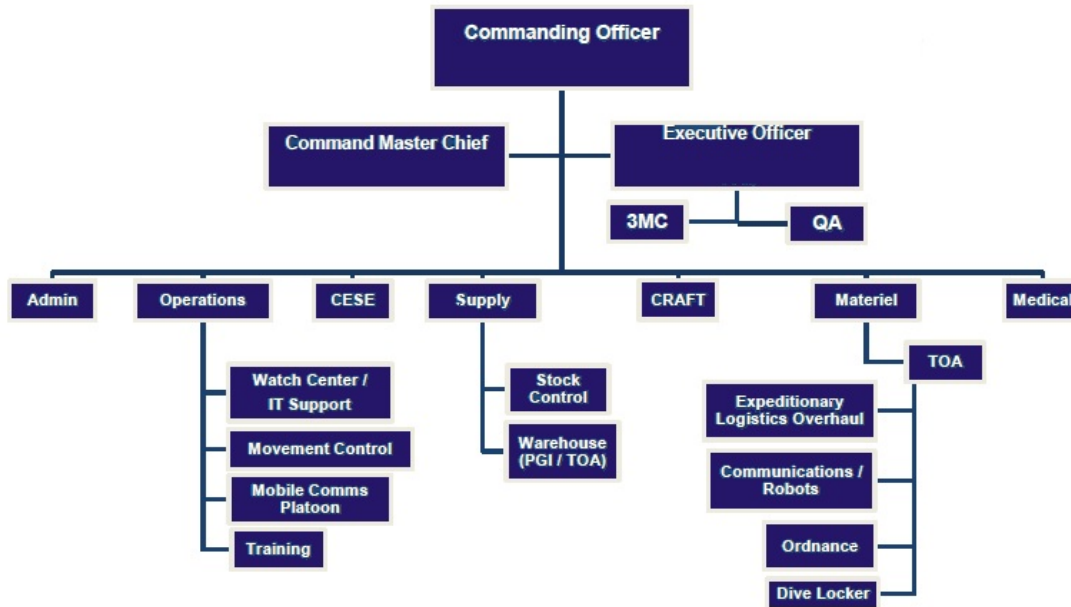 Commanding Officer
Command Master Chief
Executive Officer
3MC
QA
Admin
Operations
CESE
Supply
CRAFT
Materiel
Medical
Watch Center /
IT Support
Movement Control
Mobile Comms
Platoon
Training
Stock
Control
Warehouse
(PGI / TOA)
TOA
Expeditionary
Logistics Overhaul
Communications /
Robots
Ordnance
Dive Locker